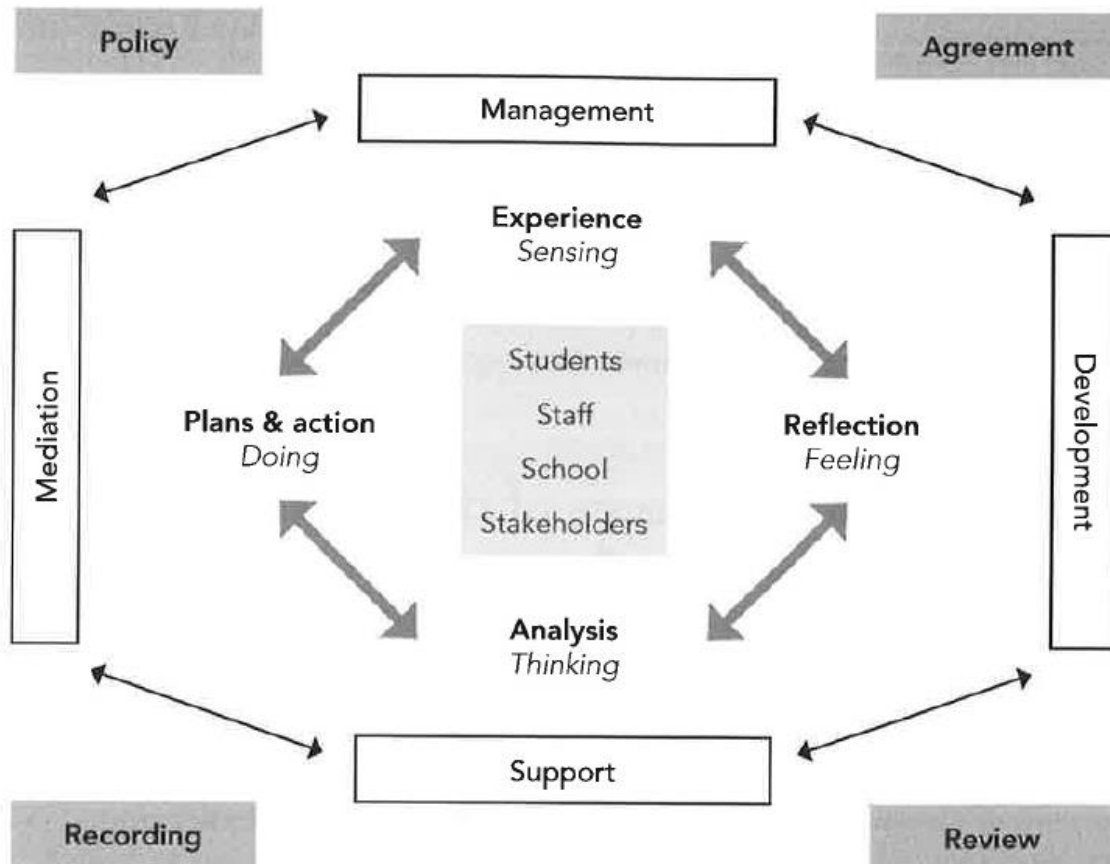 Policy
Agreement
Management
Experience
Sensing
Mediation
Students
Staff
School
Stakeholders
Plans & action
Doing
Reflection
Feeling
Development
Analysis
Thinking
Support
Recording
Review